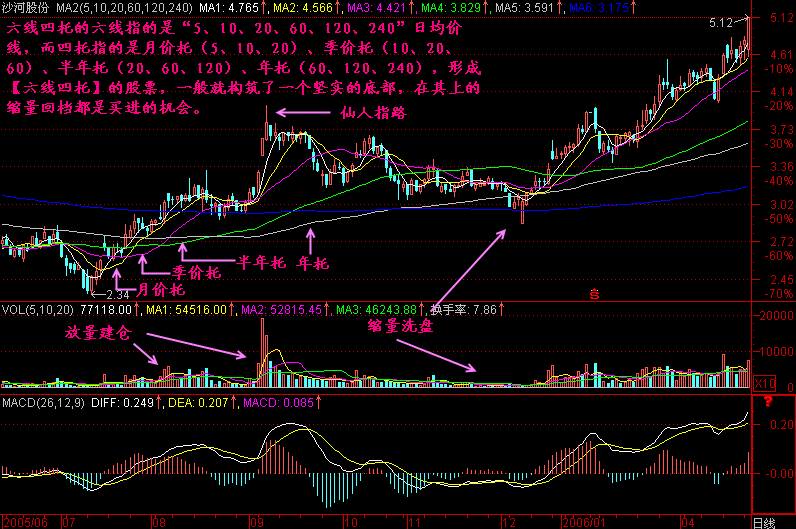 沙河股份 MA2(5,10,20,60,120,240) MA1: 4.765↑, MA2: 4.566↑, MA3: 4.421↑, MA4: 3.829↑, MA5: 3.591↑, MA6: 3.175↑
六线四托的六线指的是“5、10、20、60、120、240”日均价
线，而四托指的是月价托（5、10、20）、季价托（10、20、
60）、半年托（20、60、120）、年托（60、120、240），形成
【六线四托】的股票，一般就构筑了一个坚实的底部，在其上的
缩量回档都是买进的机会。
5.12
5.12
4.61
10%
4.14
20%
仙人指路
3.73
30%
3.36
40%
3.02
50%
2.72
60%
2.45
70%
半年托 年托
季价托
月价托
2.34
VOL(5,10,20) 77118.00↑, MA1: 54516.00↑, MA2: 52815.45↑, MA3: 46243.88↑, 换手率: 7.86↑
放量建仓
缩量洗盘
20000
10000
0
X10
MACD(26,12,9) DIFF: 0.249↑, DEA: 0.207↑, MACD: 0.085↑
?
0.20
-0.00
2005/06 07 08 09 10 11 12 2006/01 04 日线